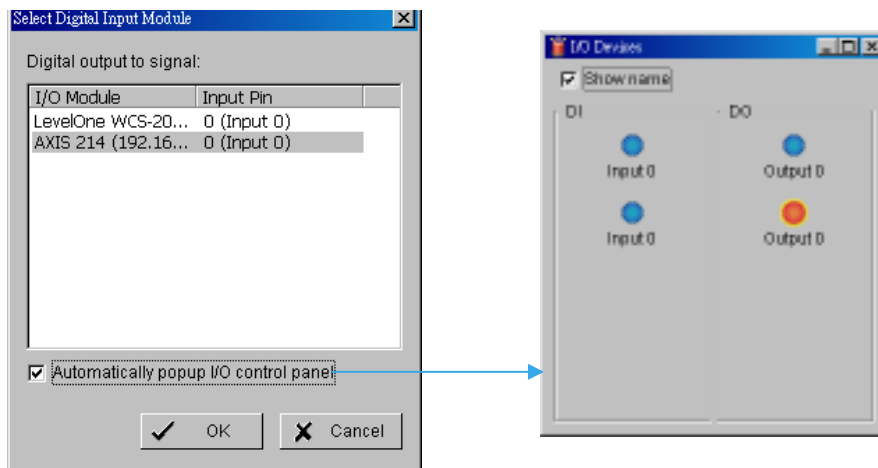 Select Digital Input Module
Digital output to signal:
I/O Module Input Pin
LevelOne WCS-20... 0 (Input 0)
AXIS 214 (192.16... 0 (Input 0)
Automatically popup I/O control panel
OK Cancel
I/O Devices
Show name
DI DO
Input 0 Output 0
Input 0 Output 0